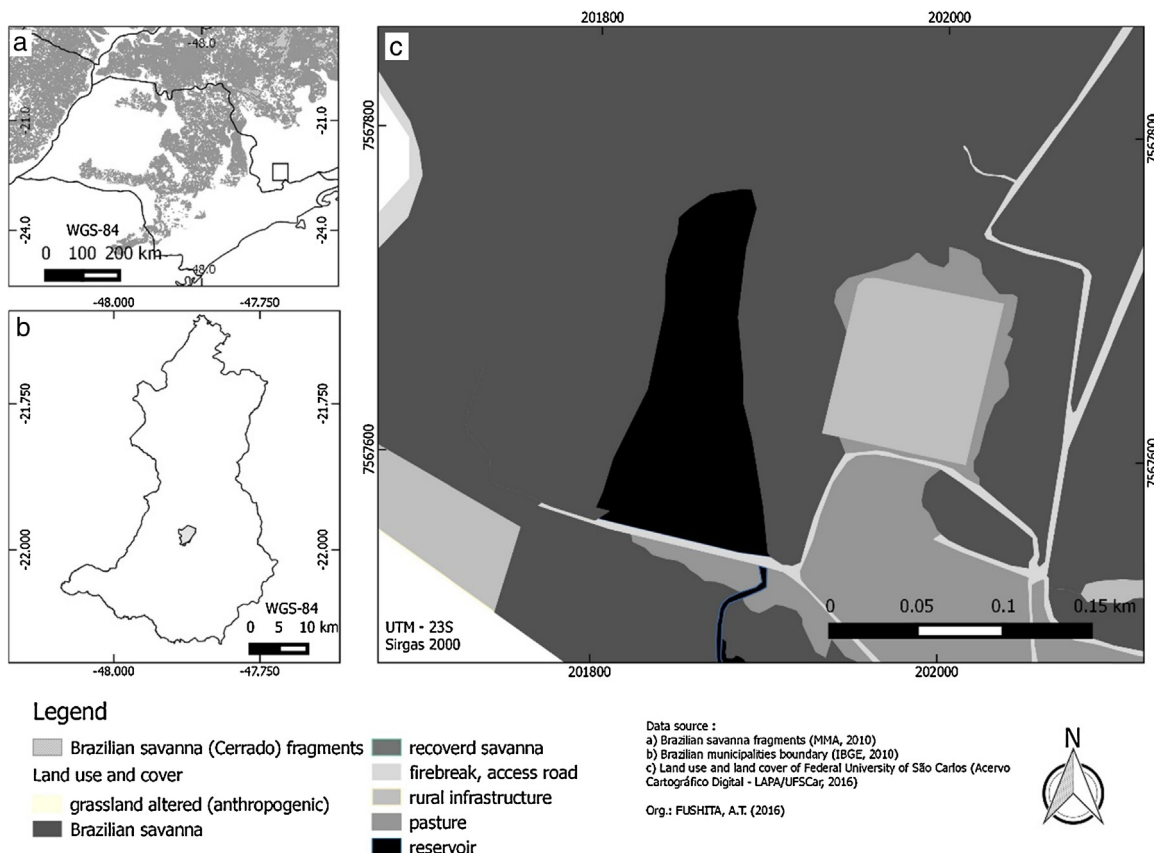 a
-48.0
-21.0
-21.0
-24.0
-24.0
WGS-84
0 100 200 km
-48.0
b
-48.000
-47.750
-21.750
-21.750
-22.000
-22.000
WGS-84
0 5 10 km
-48.000
-47.750
c
201800
202000
7567800
7567800
7567600
7567600
UTM - 23S
Sirgas 2000
0 0.05 0.1 0.15 km
201800
202000
Legend
Brazilian savanna (Cerrado) fragments
Land use and cover
grassland altered (anthropogenic)
Brazilian savanna
recoverd savanna
firebreak, access road
rural infrastructure
pasture
reservoir
Data source :
a) Brazilian savanna fragments (MMA, 2010)
b) Brazilian municipalities boundary (IBGE, 2010)
c) Land use and land cover of Federal University of São Carlos (Acervo
Cartográfico Digital - LAPA/UFSCar, 2016)
Org.: FUSHITA, A.T. (2016)
N